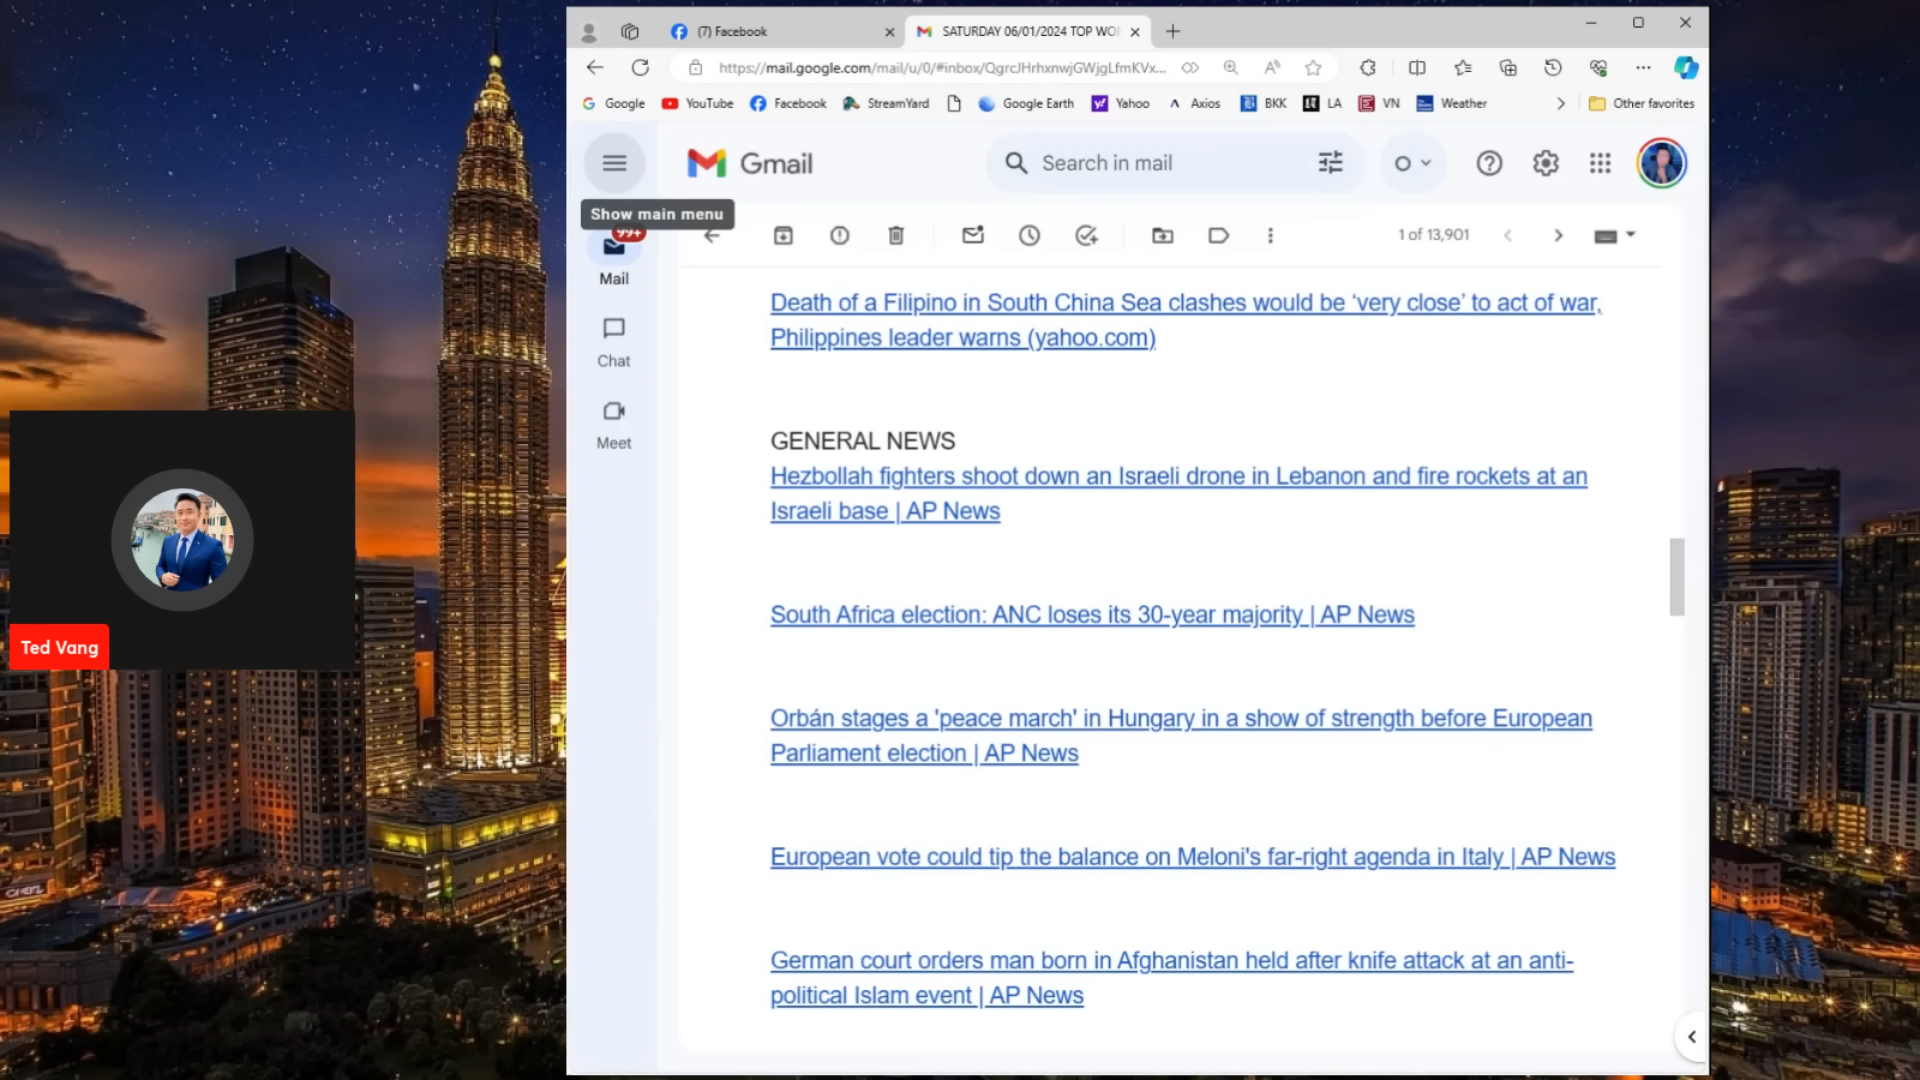 (7) Facebook
SATURDAY 06/01/2024 TOP WO
https://mail.google.com/mail/u/0/#inbox/QgrcJHrhxnwjGWjgLfmKVx...
Google YouTube Facebook StreamYard Google Earth Yahoo Axios BKK LA VN Weather Other favorites
Gmail
Search in mail
Show main menu
99+
1 of 13,901
Mail
Chat
Meet
Death of a Filipino in South China Sea clashes would be ‘very close’ to act of war,
Philippines leader warns (yahoo.com)
GENERAL NEWS
Hezbollah fighters shoot down an Israeli drone in Lebanon and fire rockets at an
Israeli base | AP News
South Africa election: ANC loses its 30-year majority | AP News
Orbán stages a 'peace march' in Hungary in a show of strength before European
Parliament election | AP News
European vote could tip the balance on Meloni's far-right agenda in Italy | AP News
German court orders man born in Afghanistan held after knife attack at an anti-
political Islam event | AP News
Ted Vang